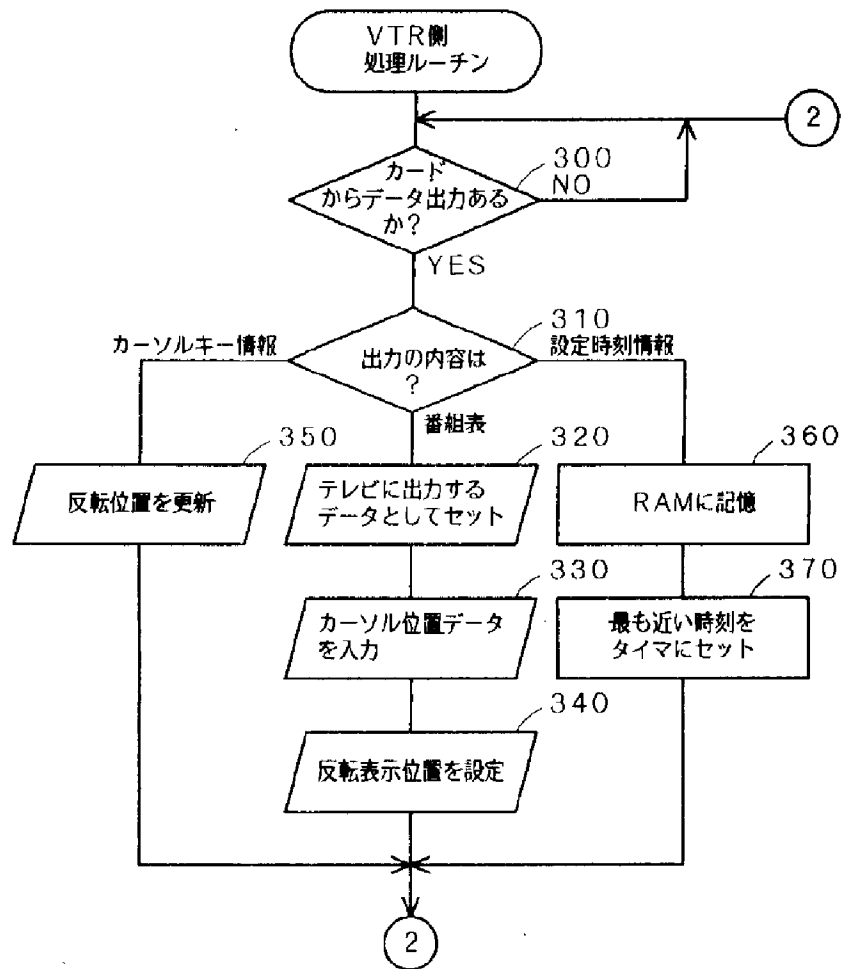 VTR側
処理ルーチン
2
300
カード
からデータ出力ある
か?
NO
YES
310
カーソルキー情報
設定時刻情報
出力の内容は
?
番組表
350
320
360
反転位置を更新
テレビに出力する
データとしてセット
RAMに記憶
330
370
カーソル位置データ
を入力
最も近い時刻を
タイマにセット
340
反転表示位置を設定
2